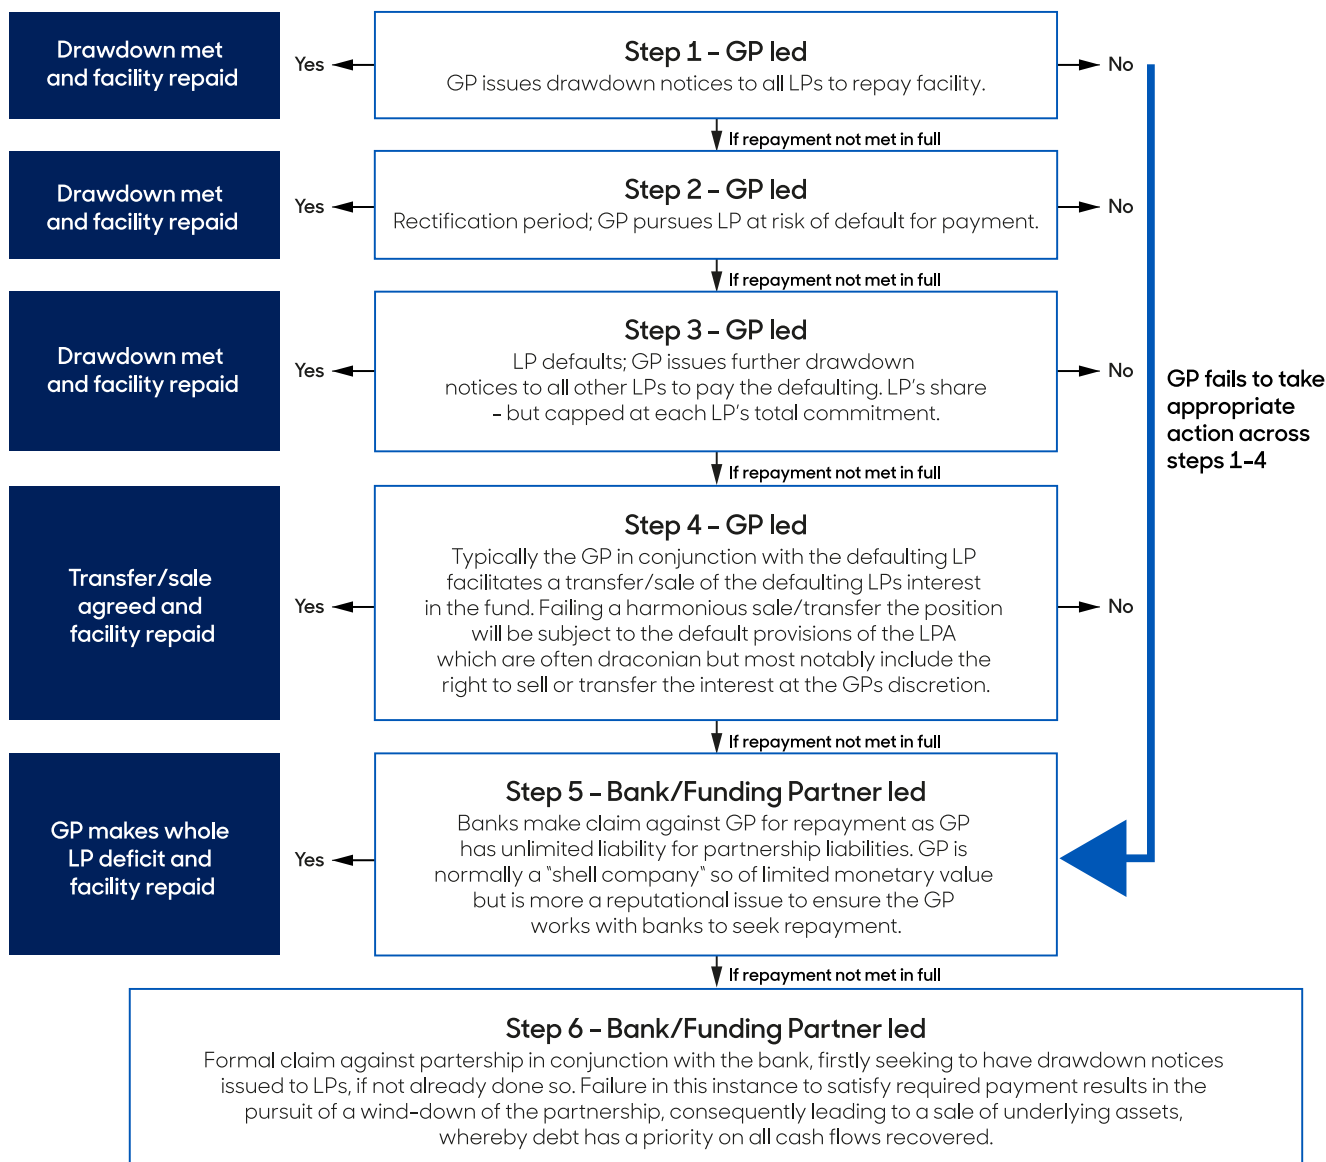 Drawdown met
and facility repaid
Yes
Step 1 – GP led
GP issues drawdown notices to all LPs to repay facility.
No
If repayment not met in full
Drawdown met
and facility repaid
Yes
Step 2 – GP led
Rectification period; GP pursues LP at risk of default for payment.
No
If repayment not met in full
Drawdown met
and facility repaid
Yes
Step 3 – GP led
LP defaults; GP issues further drawdown
notices to all other LPs to pay the defaulting. LP's share
– but capped at each LP's total commitment.
No
GP fails to take
appropriate
action across
steps 1-4
If repayment not met in full
Transfer/sale
agreed and
facility repaid
Yes
Step 4 – GP led
Typically the GP in conjunction with the defaulting LP
facilitates a transfer/sale of the defaulting LPs interest
in the fund. Failing a harmonious sale/transfer the position
will be subject to the default provisions of the LPA
which are often draconian but most notably include the
right to sell or transfer the interest at the GPs discretion.
No
If repayment not met in full
GP makes whole
LP deficit and
facility repaid
Yes
Step 5 – Bank/Funding Partner led
Banks make claim against GP for repayment as GP
has unlimited liability for partnership liabilities. GP is
normally a "shell company" so of limited monetary value
but is more a reputational issue to ensure the GP
works with banks to seek repayment.
If repayment not met in full
Step 6 – Bank/Funding Partner led
Formal claim against partership in conjunction with the bank, firstly seeking to have drawdown notices
issued to LPs, if not already done so. Failure in this instance to satisfy required payment results in the
pursuit of a wind-down of the partnership, consequently leading to a sale of underlying assets,
whereby debt has a priority on all cash flows recovered.